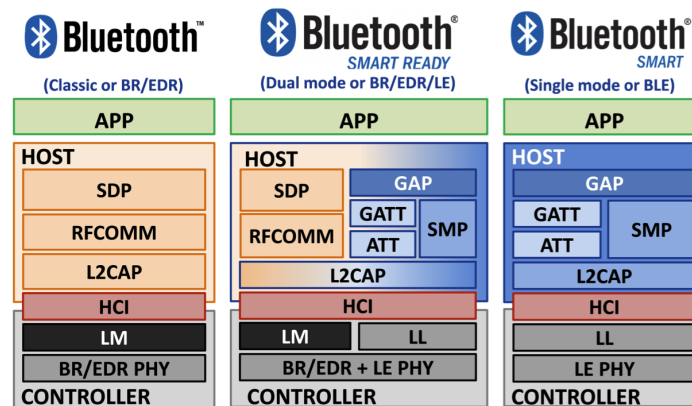 Bluetooth™
(Classic or BR/EDR)
APP
HOST
SDP
RFCOMM
L2CAP
HCI
LM
BR/EDR PHY
CONTROLLER
Bluetooth®
SMART READY
(Dual mode or BR/EDR/LE)
APP
HOST
SDP
GAP
RFCOMM
GATT
ATT
SMP
L2CAP
HCI
LM
LL
BR/EDR + LE PHY
CONTROLLER
Bluetooth®
SMART
(Single mode or BLE)
APP
HOST
GAP
GATT
ATT
SMP
L2CAP
HCI
LL
LE PHY
CONTROLLER